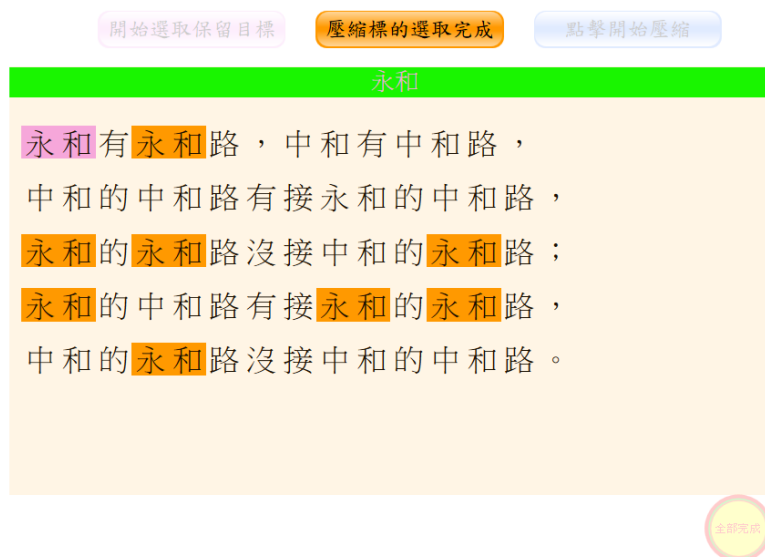 開始選取保留目標 壓縮標的選取完成 點擊開始壓縮
永和
永和有永和路，中和有中和路，
中和的中和路有接永和的中和路，
永和的永和路沒接中和的永和路；
永和的中和路有接永和的永和路，
中和的永和路沒接中和的中和路。
全部完成